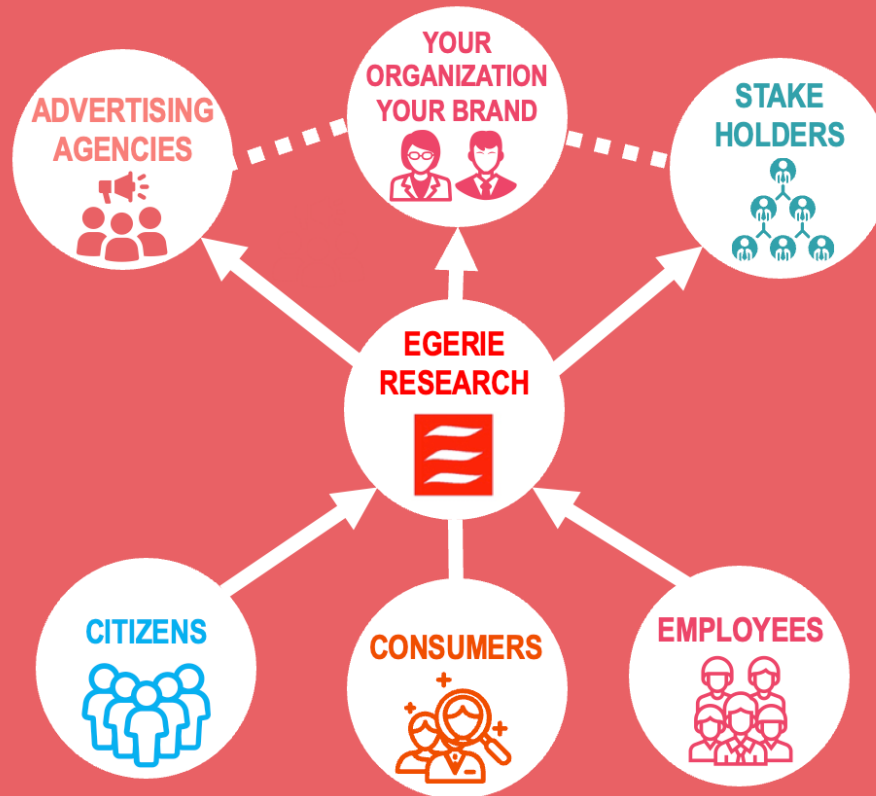 YOUR
ORGANIZATION
YOUR BRAND
ADVERTISING
AGENCIES
STAKE
HOLDERS
EGERIE
RESEARCH
CITIZENS
CONSUMERS
EMPLOYEES